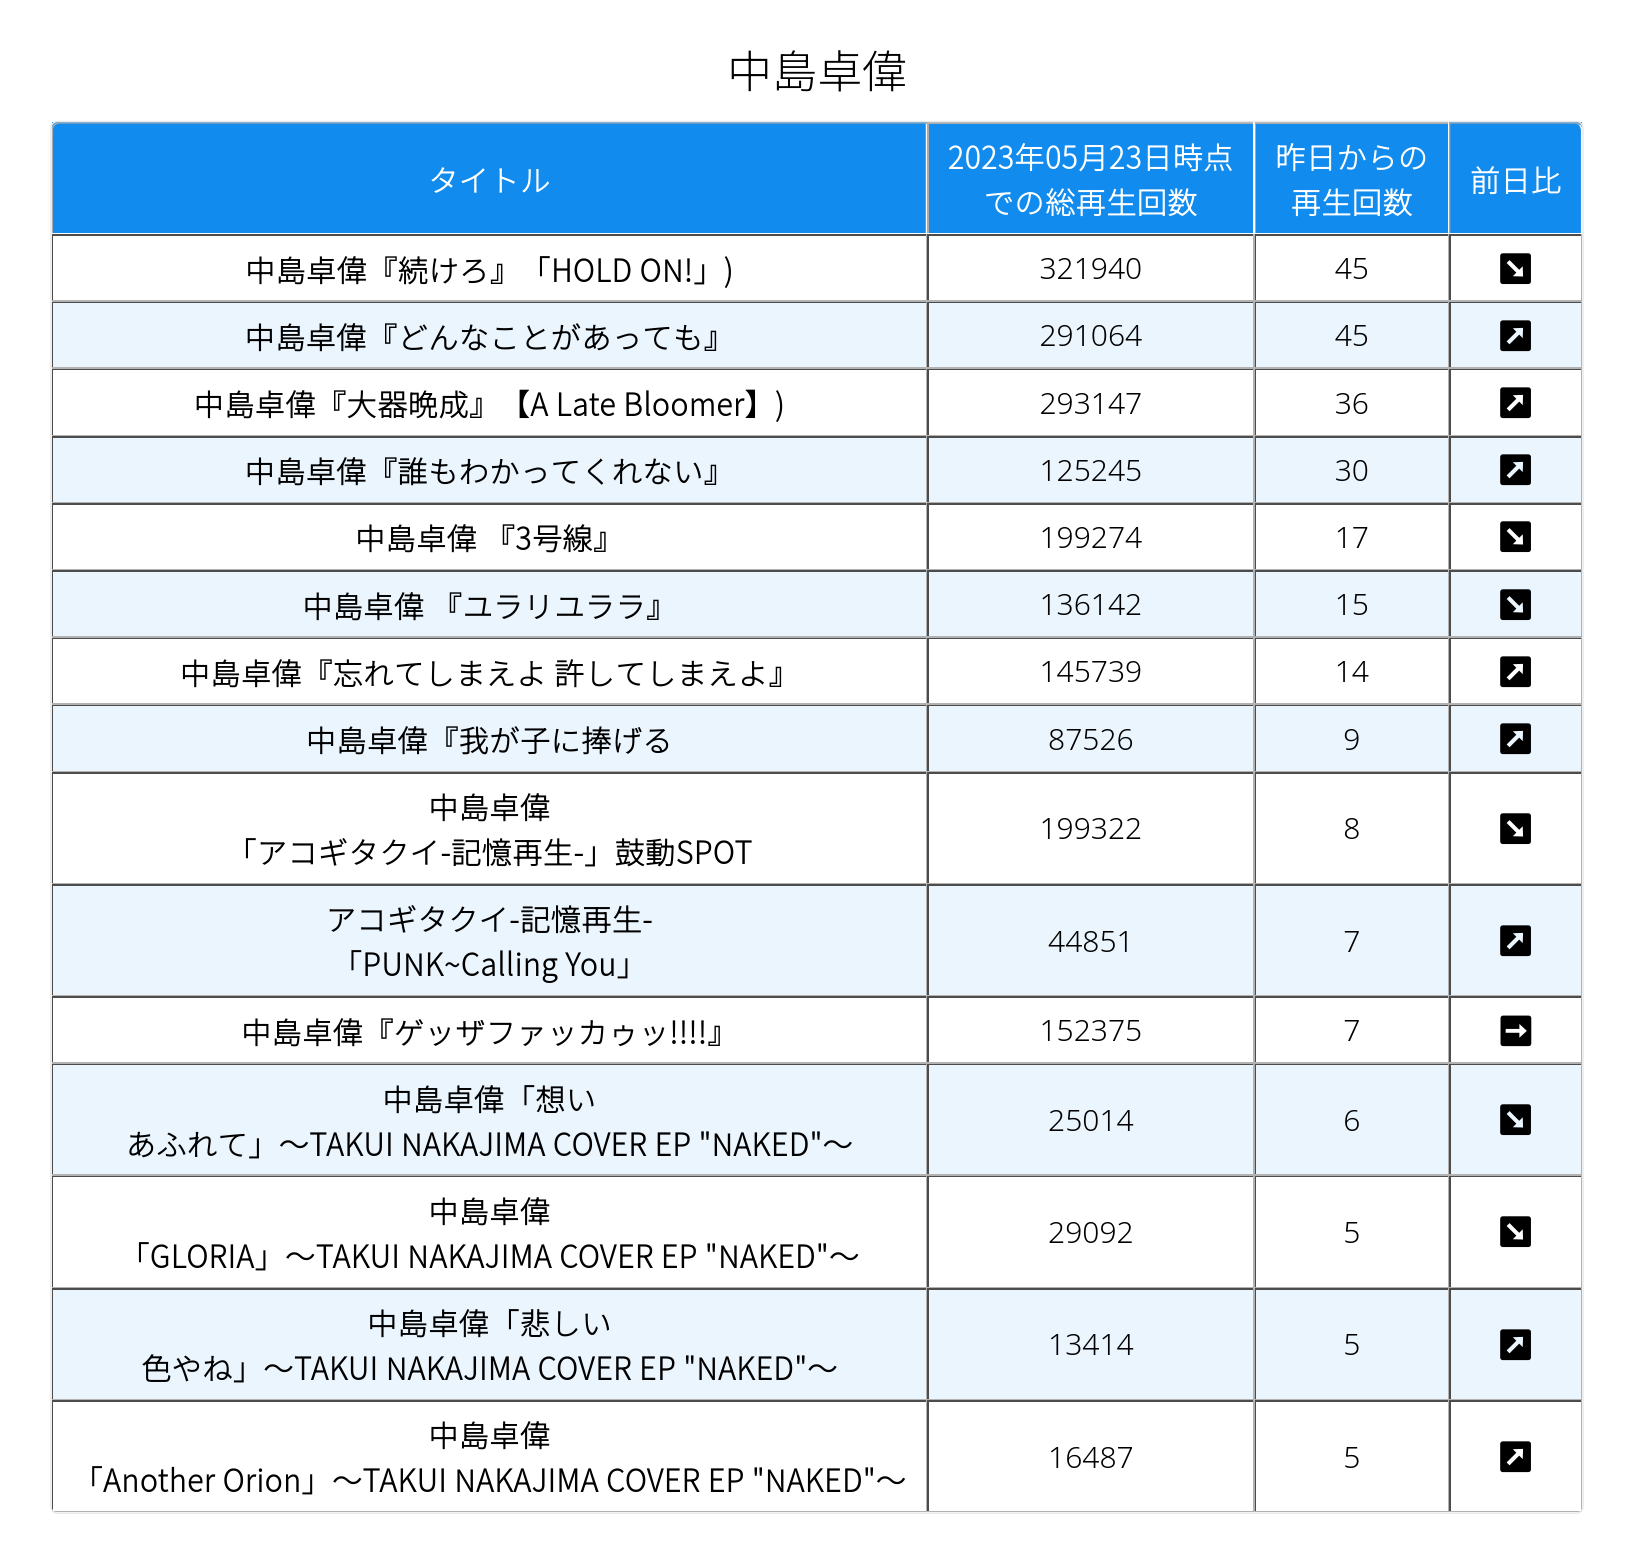 中島卓偉
タイトル
2023年05月23日時点
での総再生回数
昨日からの
再生回数
前日比
中島卓偉『続けろ』「HOLD ON!」)
321940
45
中島卓偉『どんなことがあっても』
291064
45
中島卓偉『大器晩成』【A Late Bloomer】)
293147
36
中島卓偉『誰もわかってくれない』
125245
30
中島卓偉 『3号線』
199274
17
中島卓偉 『ユラリユララ』
136142
15
中島卓偉『忘れてしまえよ 許してしまえよ』
145739
14
中島卓偉『我が子に捧げる
87526
9
中島卓偉
「アコギタクイ-記憶再生-」鼓動SPOT
199322
8
アコギタクイ-記憶再生-
「PUNK~Calling You」
44851
7
中島卓偉『ゲッザファッカゥッ!!!!』
152375
7
中島卓偉「想い
あふれて」〜TAKUI NAKAJIMA COVER EP "NAKED"〜
25014
6
中島卓偉
「GLORIA」〜TAKUI NAKAJIMA COVER EP "NAKED"〜
29092
5
中島卓偉「悲しい
色やね」〜TAKUI NAKAJIMA COVER EP "NAKED"〜
13414
5
中島卓偉
「Another Orion」〜TAKUI NAKAJIMA COVER EP "NAKED"〜
16487
5